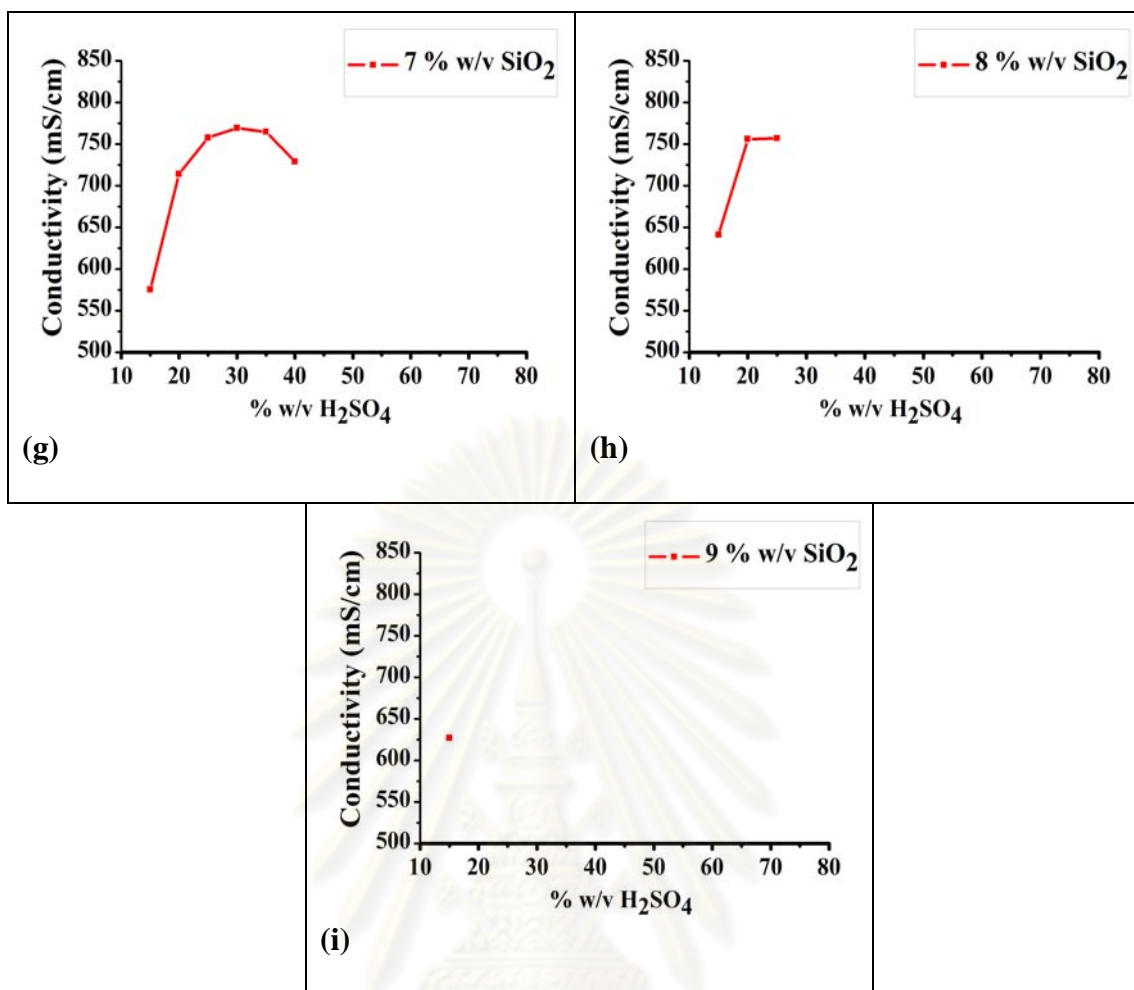 7 % w/v SiO2
850
800
750
700
650
600
550
500
Conductivity (mS/cm)
10 20 30 40 50 60 70 80
% w/v H2SO4
(g)
8 % w/v SiO2
850
800
750
700
650
600
550
500
Conductivity (mS/cm)
10 20 30 40 50 60 70 80
% w/v H2SO4
(h)
9 % w/v SiO2
850
800
750
700
650
600
550
500
Conductivity (mS/cm)
10 20 30 40 50 60 70 80
% w/v H2SO4
(i)